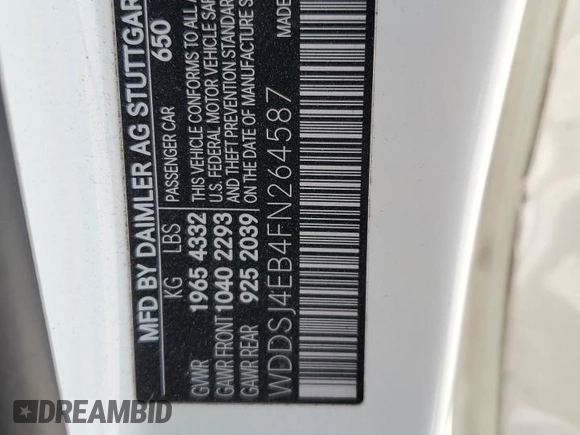 MFD BY DAIMLER AG STUTTGAR
650
KG LBS PASSENGER CAR
GVWR 1965 4332 THIS VEHICLE CONFORMS TO ALL
GAWR FRONT 1040 2293 U.S. FEDERAL MOTOR VEHICLE SAF
GAWR REAR 925 2039 AND THEFT PREVENTION STANDAR
ON THE DATE OF MANUFACTURE S
WDDSJ4EB4FN264587
MADE
DREAMBID